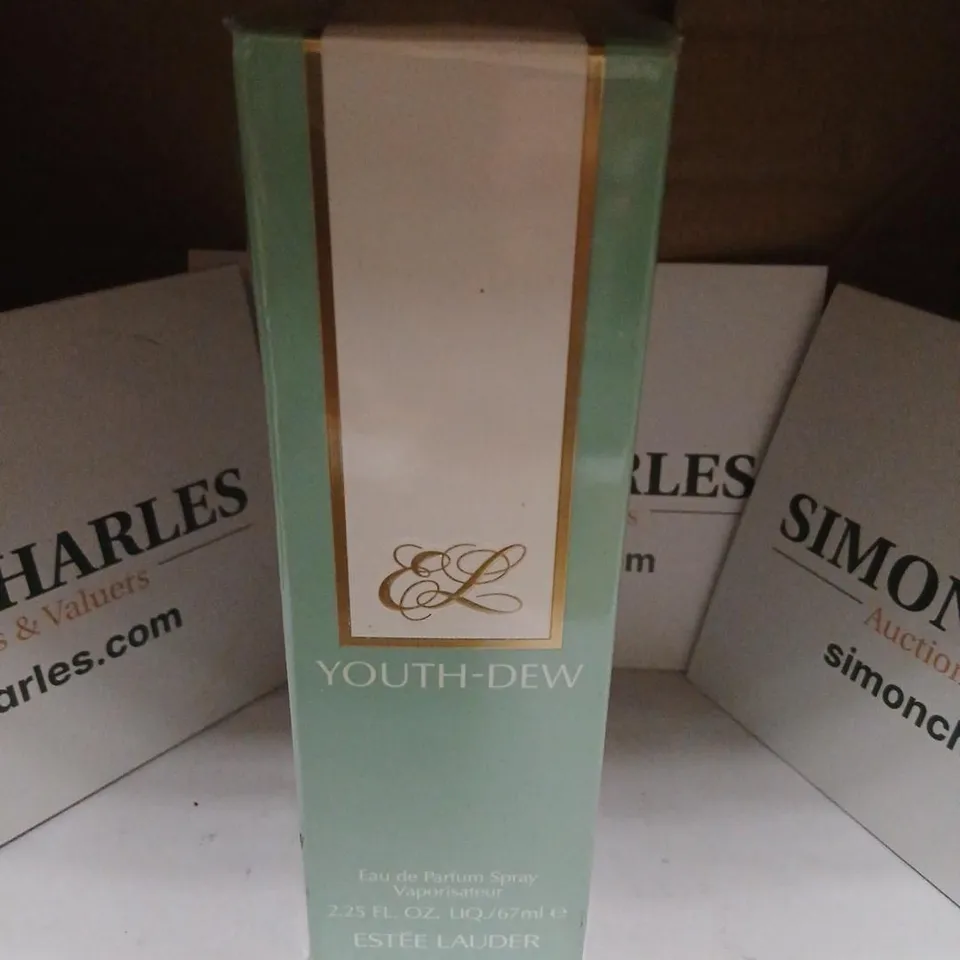 EL
YOUTH-DEW
Eau de Parfum Spray
Vaporisateur
2.25 FL. OZ. LIQ./67ml e
ESTÉE LAUDER
HARLES
s & Valuers
arles.com
RLES
s
m
SIMON
Auction
simonch